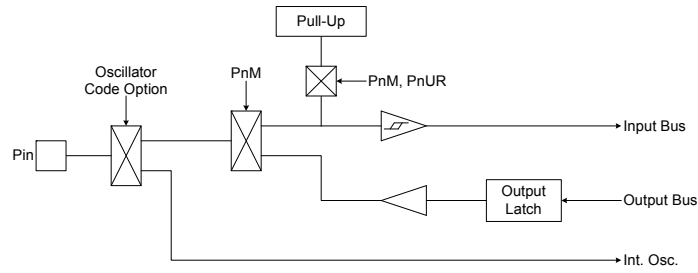 Pull-Up
Oscillator
Code Option
PnM
PnM, PnUR
Pin
Input Bus
Output
Latch
Output Bus
Int. Osc.